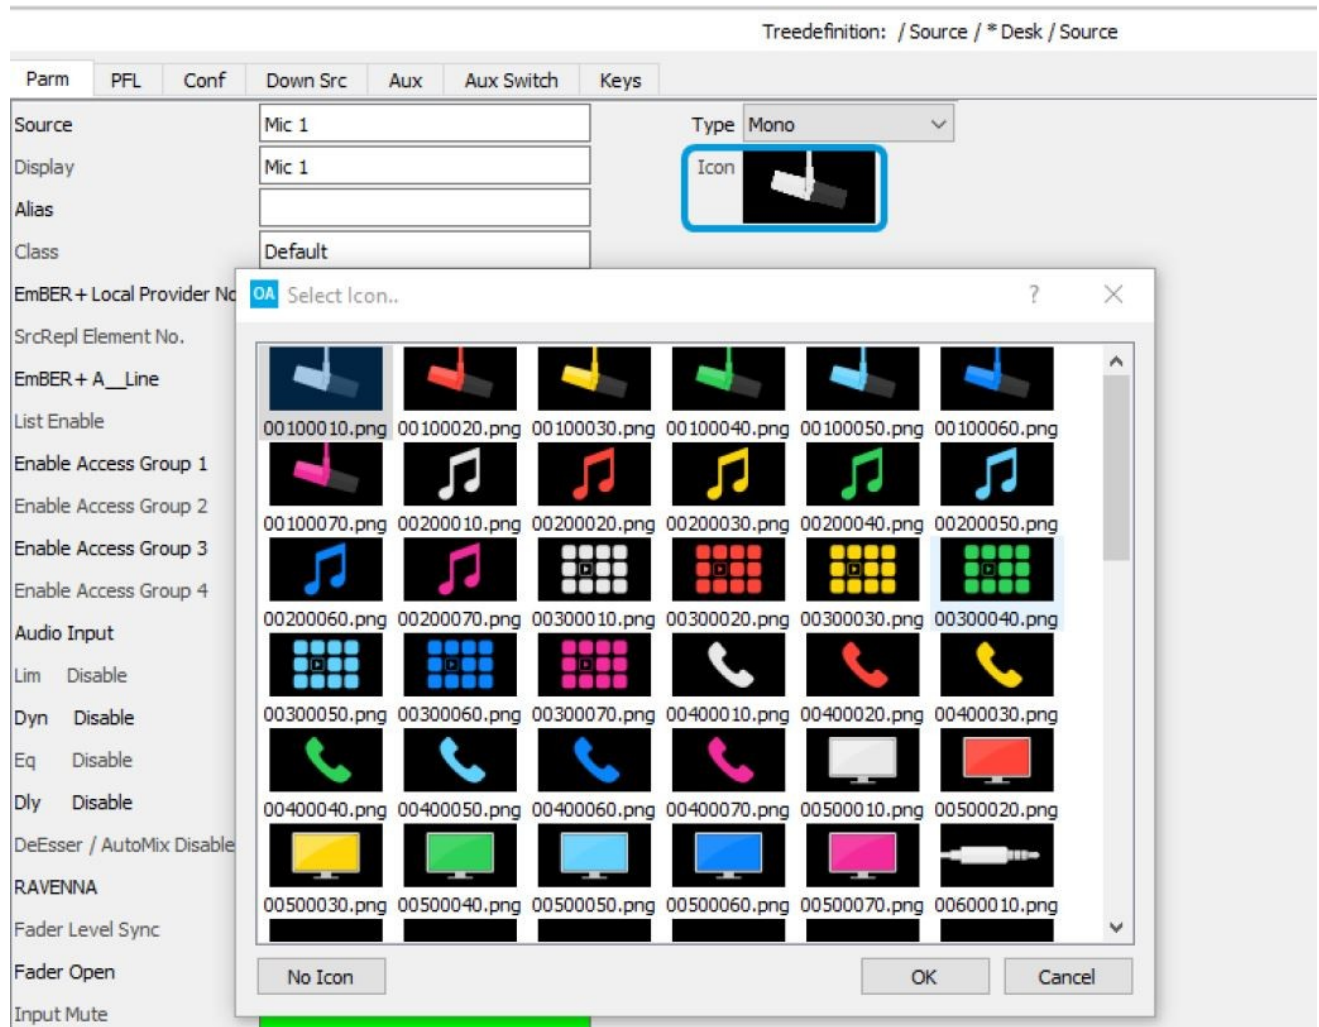 Treedefinition: / Source / * Desk / Source
Parm PFL Conf Down Src Aux Aux Switch Keys
Source Mic 1 Type Mono
Display Mic 1 Icon
Alias
Class Default
EmBER+ Local Provider No
OA Select Icon.. ?
SrcRepl Element No.
EmBER+ A__Line
List Enable
00100010.png 00100020.png 00100030.png 00100040.png 00100050.png 00100060.png
Enable Access Group 1
Enable Access Group 2
00100070.png 00200010.png 00200020.png 00200030.png 00200040.png 00200050.png
Enable Access Group 3
Enable Access Group 4
00200060.png 00200070.png 00300010.png 00300020.png 00300030.png 00300040.png
Audio Input
Lim Disable
Dyn Disable
00300050.png 00300060.png 00300070.png 00400010.png 00400020.png 00400030.png
Eq Disable
Dly Disable
00400040.png 00400050.png 00400060.png 00400070.png 00500010.png 00500020.png
DeEsser / AutoMix Disable
RAVENNA
00500030.png 00500040.png 00500050.png 00500060.png 00500070.png 00600010.png
Fader Level Sync
Fader Open
No Icon OK Cancel
Input Mute